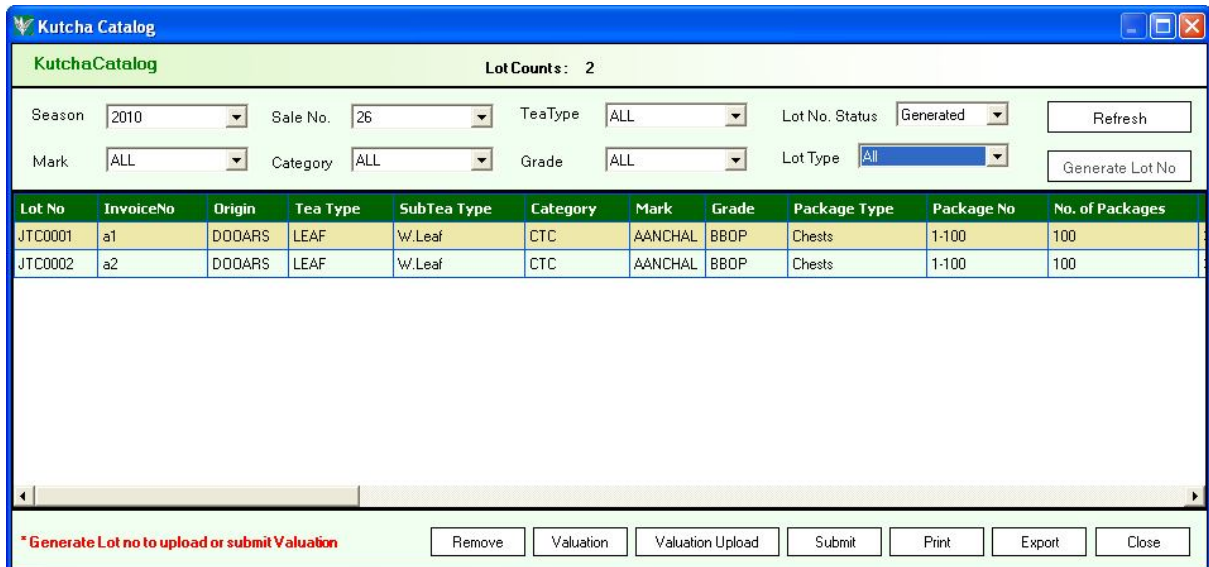 Kutcha Catalog
KutchaCatalog Lot Counts : 2
Season 2010 Sale No. 26 TeaType ALL Lot No. Status Generated Refresh
Mark ALL Category ALL Grade ALL Lot Type All Generate Lot No
Lot No InvoiceNo Origin Tea Type SubTea Type Category Mark Grade Package Type Package No No. of Packages
JTC0001 a1 DOOARS LEAF W.Leaf CTC AANCHAL BBOP Chests 1-100 100
JTC0002 a2 DOOARS LEAF W.Leaf CTC AANCHAL BBOP Chests 1-100 100
* Generate Lot no to upload or submit Valuation Remove Valuation Valuation Upload Submit Print Export Close